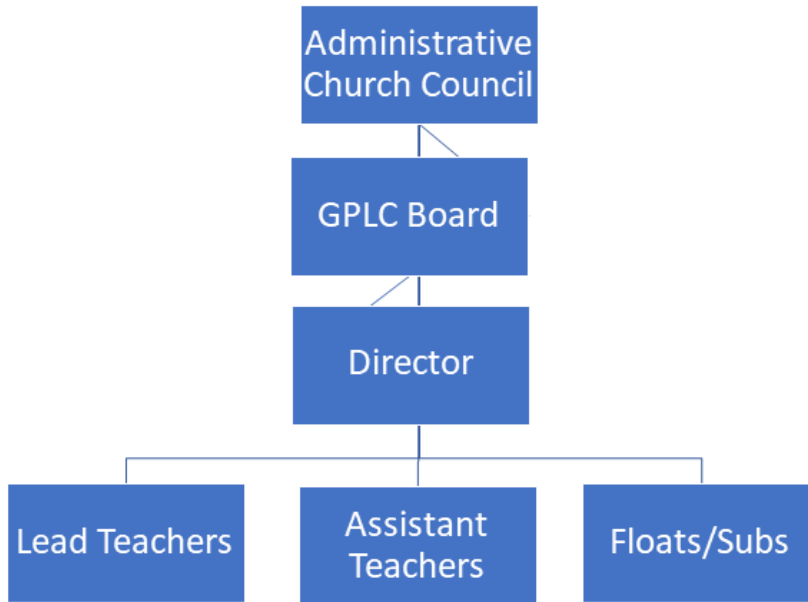 Administrative
Church Council
GPLC Board
Director
Lead Teachers
Assistant
Teachers
Floats/Subs